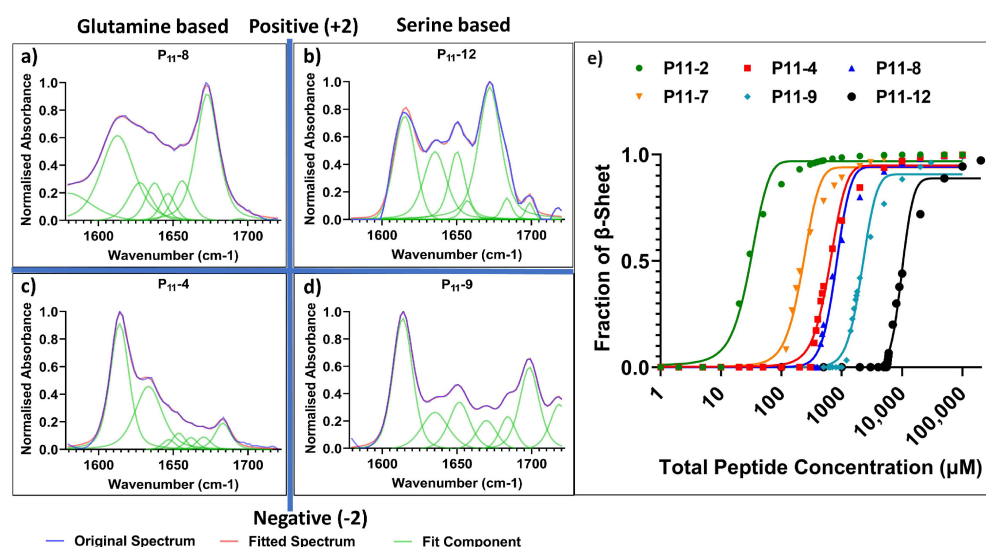 Glutamine based Positive (+2) Serine based
a) P11-8
Normalised Absorbance
1.0
0.8
0.6
0.4
0.2
0.0
1600 1650 1700
Wavenumber (cm-1)
b) P11-12
Normalised Absorbance
1.0
0.8
0.6
0.4
0.2
0.0
1600 1650 1700
Wavenumber (cm-1)
c) P11-4
Normalised Absorbance
1.0
0.8
0.6
0.4
0.2
0.0
1600 1650 1700
Wavenumber (cm-1)
d) P11-9
Normalised Absorbance
1.0
0.8
0.6
0.4
0.2
0.0
1600 1650 1700
Wavenumber (cm-1)
Negative (-2)
Original Spectrum Fitted Spectrum Fit Component
e)
P11-2 P11-4 P11-8
P11-7 P11-9 P11-12
Fraction of β-Sheet
1.0
0.5
0.0
1 10 100 1000 10,000 100,000
Total Peptide Concentration (μM)